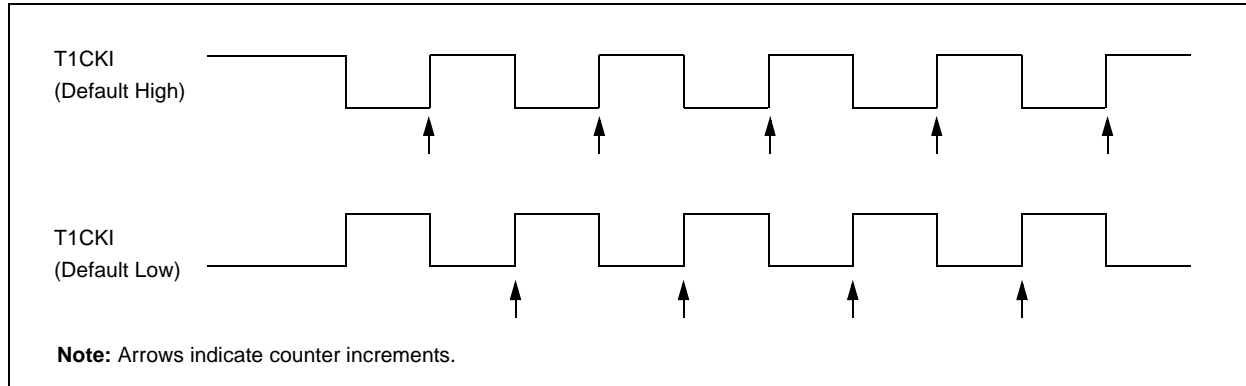 T1CKI
(Default High)
T1CKI
(Default Low)
Note: Arrows indicate counter increments.